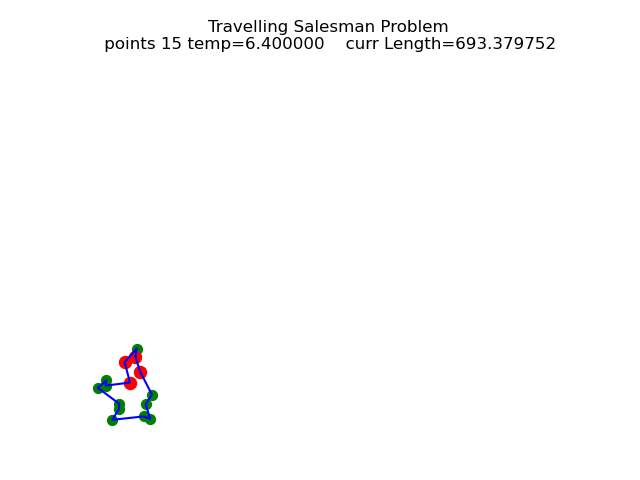 Travelling Salesman Problem
points 15 temp=6.400000    curr Length=693.379752